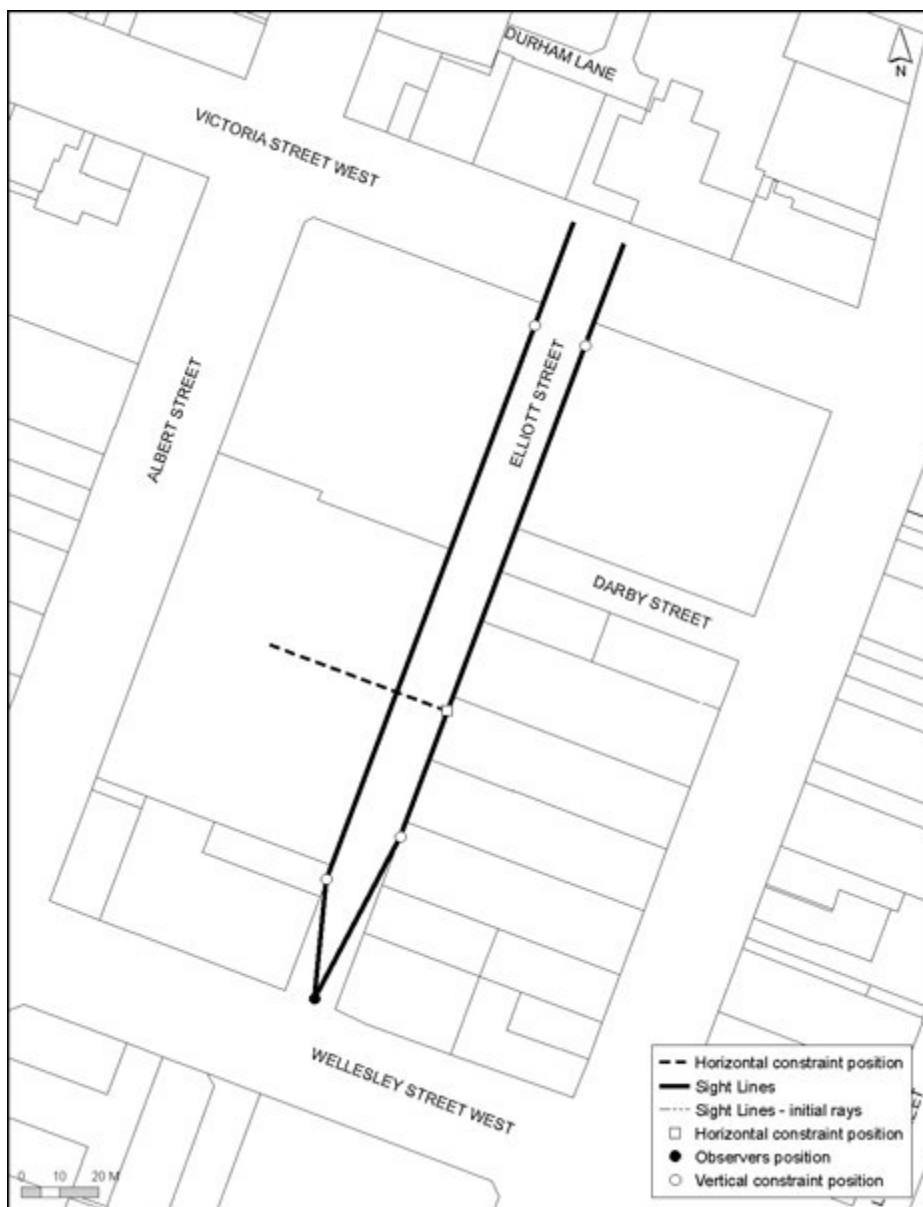 DURHAM LANE
N
VICTORIA STREET WEST
ALBERT STREET
ELLIOTT STREET
DARBY STREET
WELLESLEY STREET WEST
Horizontal constraint position
Sight Lines
Sight Lines - initial rays
Horizontal constraint position
Observers position
Vertical constraint position
0 10 20 M